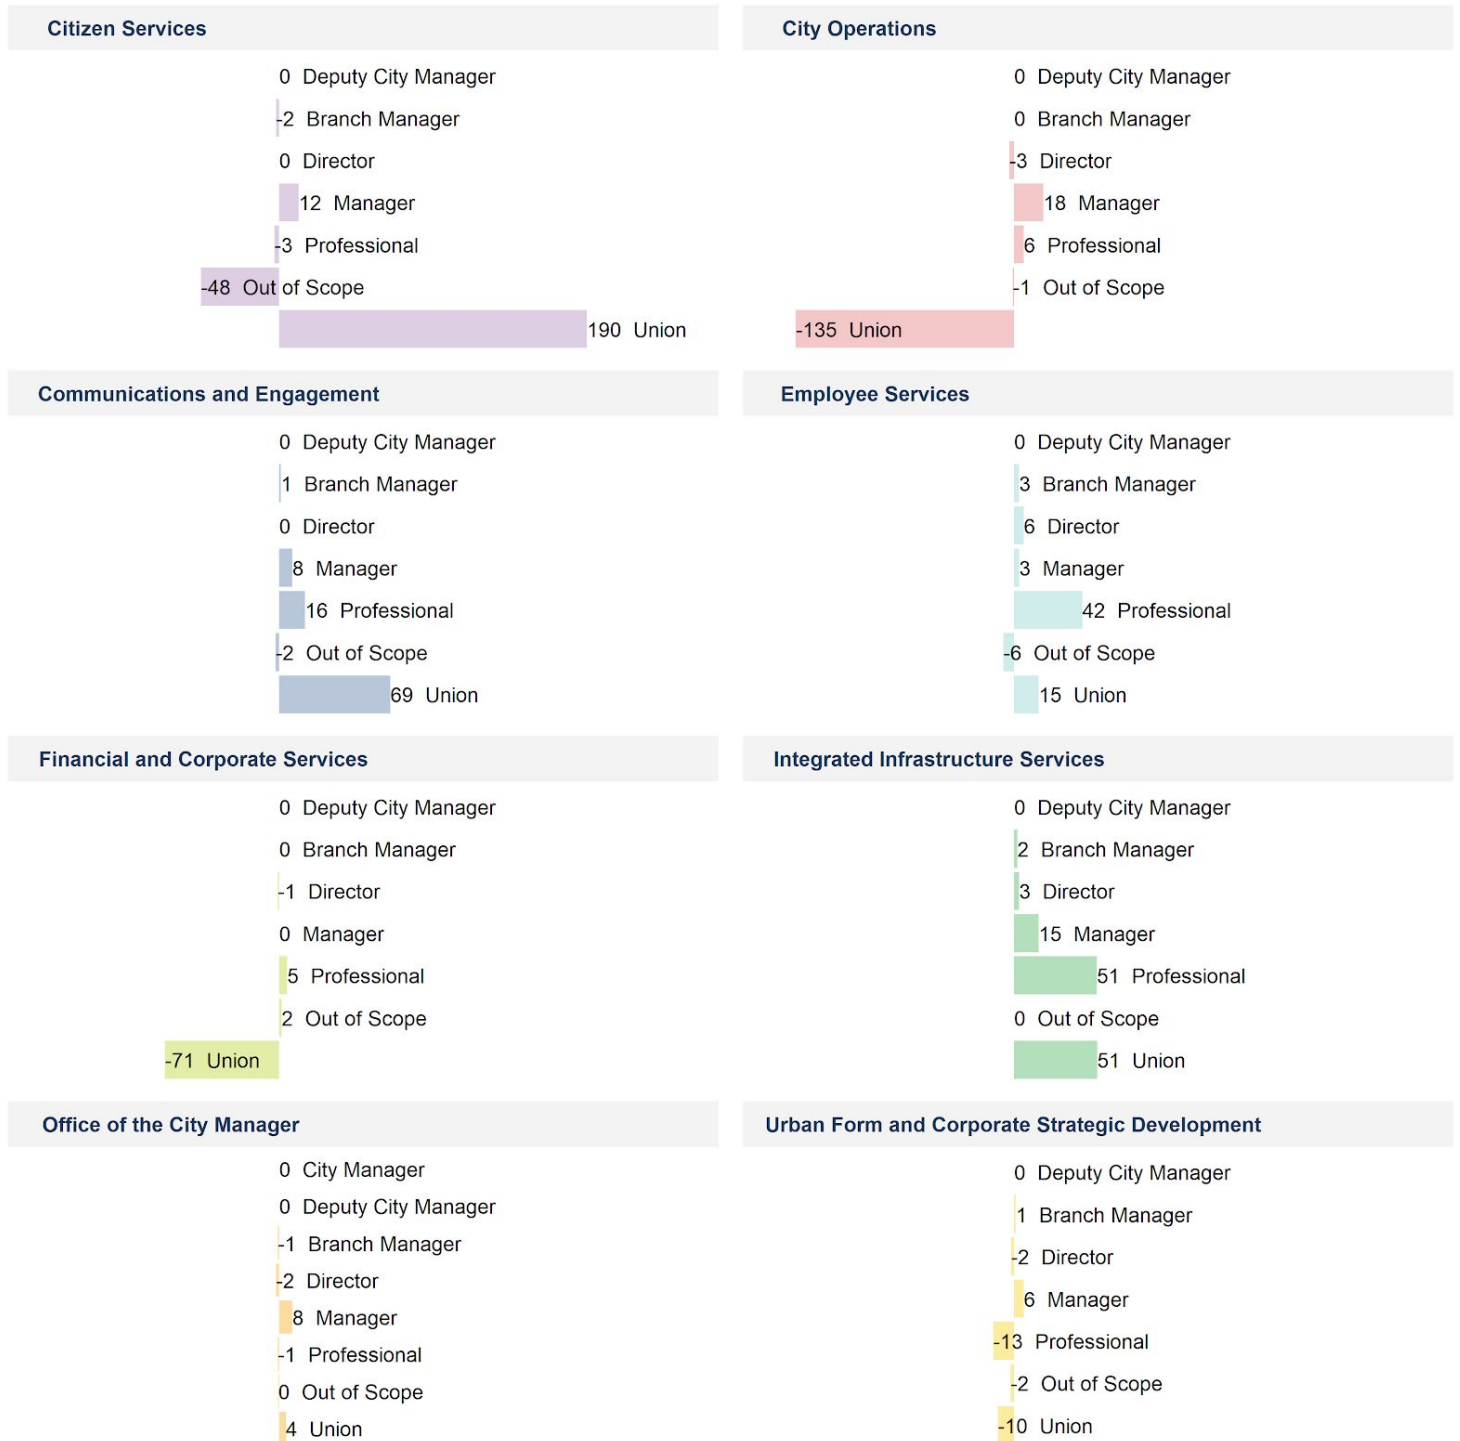 Citizen Services
0 Deputy City Manager
-2 Branch Manager
0 Director
12 Manager
-3 Professional
-48 Out of Scope
190 Union
City Operations
0 Deputy City Manager
0 Branch Manager
-3 Director
18 Manager
6 Professional
-1 Out of Scope
-135 Union
Communications and Engagement
0 Deputy City Manager
1 Branch Manager
0 Director
8 Manager
16 Professional
-2 Out of Scope
69 Union
Employee Services
0 Deputy City Manager
3 Branch Manager
6 Director
3 Manager
42 Professional
-6 Out of Scope
15 Union
Financial and Corporate Services
0 Deputy City Manager
0 Branch Manager
-1 Director
0 Manager
5 Professional
2 Out of Scope
-71 Union
Integrated Infrastructure Services
0 Deputy City Manager
2 Branch Manager
3 Director
15 Manager
51 Professional
0 Out of Scope
51 Union
Office of the City Manager
0 City Manager
0 Deputy City Manager
-1 Branch Manager
-2 Director
8 Manager
-1 Professional
0 Out of Scope
4 Union
Urban Form and Corporate Strategic Development
0 Deputy City Manager
1 Branch Manager
-2 Director
6 Manager
-13 Professional
-2 Out of Scope
-10 Union